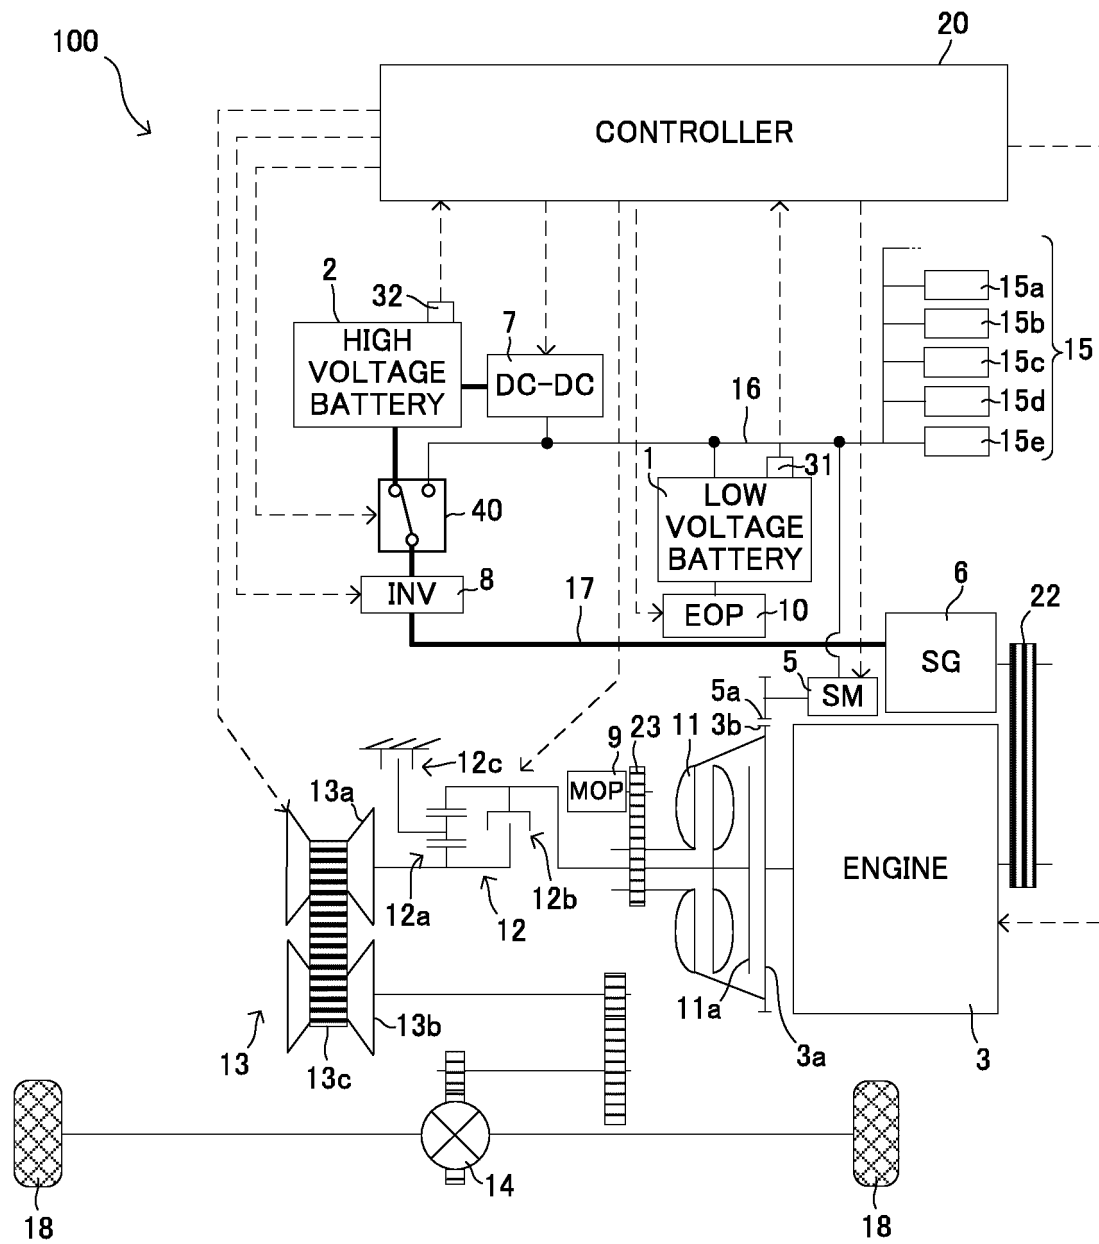 100
20
CONTROLLER
2
32
7
HIGH
VOLTAGE
BATTERY
DC-DC
15a
15b
15c
15d
15e
15
16
1
31
LOW
VOLTAGE
BATTERY
40
INV
8
EOP
10
17
6
22
SG
5
SM
5a
3b
23
11
9
12c
MOP
13a
ENGINE
12a
12
12b
11a
3a
3
13
13b
13c
14
18
18